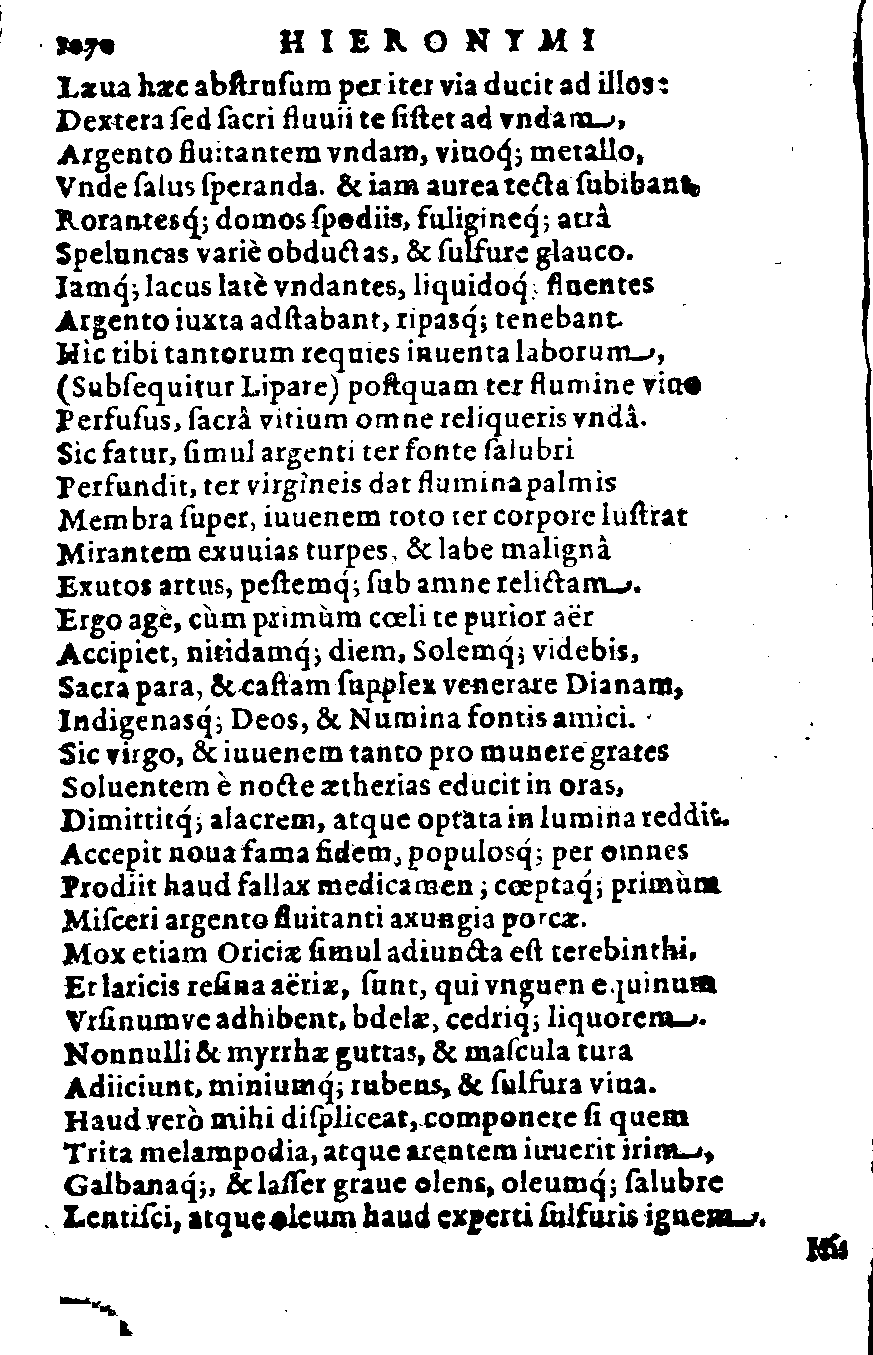 1070 HIERONYMI
Læua hæc abſtruſum per iter via ducit ad illos:
Dextera ſed ſacri fluuii te ſiſtet ad vndam,
Argento fluitantem vndam, viuoq́; metallo,
Vnde ſalus ſperanda. & iam aurea tecta ſubibant,
Rorantesq́; domos ſpodiis, fuligineq́; atrâ
Speluncas variè obductas, & ſulfure glauco.
Iamq́; lacus latè vndantes, liquidoq́; fluentes
Argento iuxta adſtabant, ripasq́; tenebant.
Hìc tibi tantorum requies inuenta laborum,
(Subſequitur Lipare) poſtquam ter flumine viuo
Perfuſus, ſacrâ vitium omne reliqueris vndâ.
Sic fatur, ſimul argenti ter fonte ſalubri
Perfundit, ter virgìneis dat flumina palmis
Membra ſuper, iuuenem toto ter corpore luſtrat
Mirantem exuuias turpes, & labe malignâ
Exutos artus, peſtemq́; ſub amne relictam.
Ergo age, cùm primùm cœli te purior aër
Accipiet, nitidamq́; diem, Solemq́; videbis,
Sacra para, & caſtam ſupplex venerare Dianam,
Indigenasq́; Deos, & Numina fontis amici.
Sic virgo, & iuuenem tanto pro munere grates
Soluentem è nocte ætherias educit in oras,
Dimittitq́; alacrem, atque optata in lumina reddit.
Accepit noua fama fidem, populosq́; per omnes
Prodiit haud fallax medicamen; cœptaq́; primùm
Miſceri argento fluitanti axungia porcæ.
Mox etiam Oriciæ ſimul adiuncta eſt terebinthi,
Et laricis reſina aëriæ, ſunt, qui vnguen equinum
Vrſinumve adhibent, bdelæ, cedriq́; liquorem.
Nonnulli & myrrhæ guttas, & maſcula tura
Adiiciunt, miniumq́; rubens, & ſulfura viua.
Haud verò mihi diſpliceat, componere ſi quem
Trita melampodia, atque arentem iuuerit irim,
Galbanaq́;, & laſſer graue olens, oleumq́; ſalubre
Lentiſci, atque oleum haud experti ſulfuris ignem.